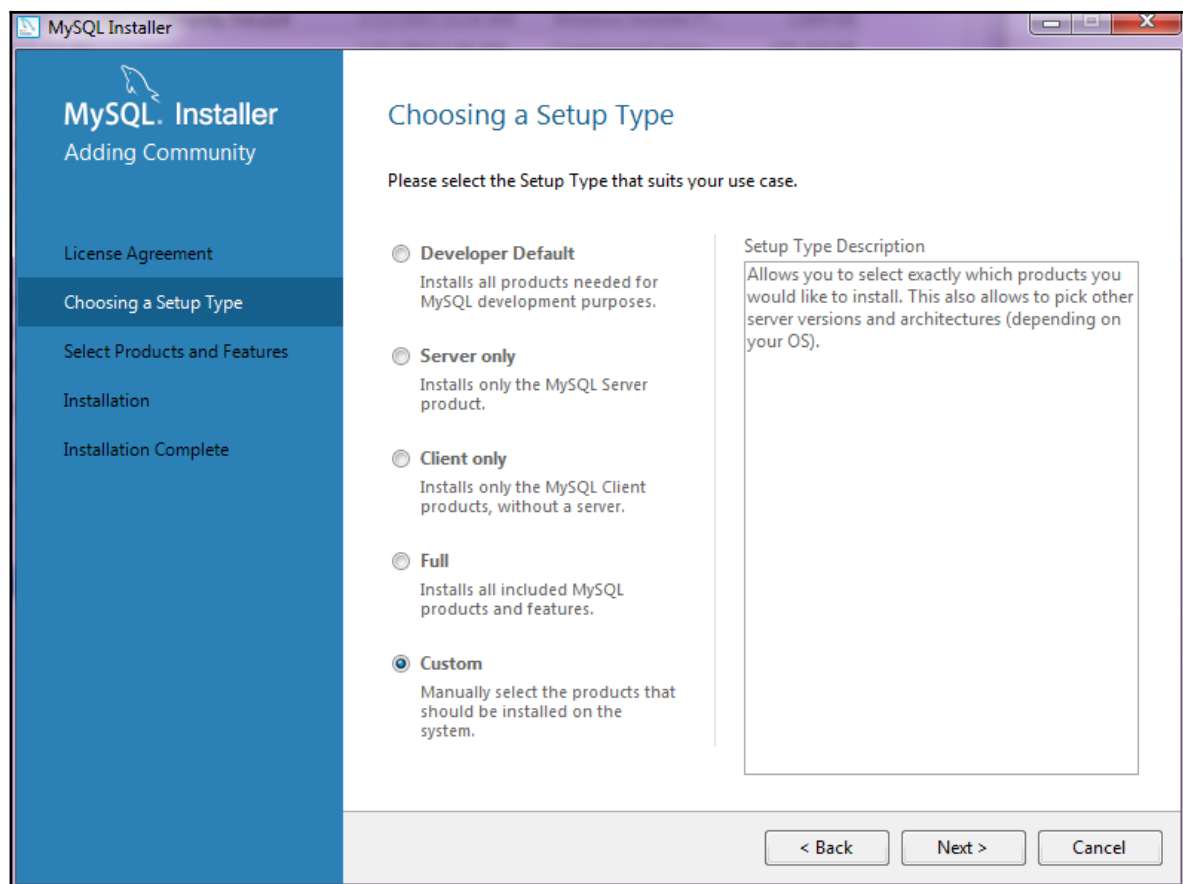 MySQL Installer
MySQL. Installer
Adding Community
License Agreement
Choosing a Setup Type
Select Products and Features
Installation
Installation Complete
Choosing a Setup Type
Please select the Setup Type that suits your use case.
Developer Default
Installs all products needed for
MySQL development purposes.
Server only
Installs only the MySQL Server
product.
Client only
Installs only the MySQL Client
products, without a server.
Full
Installs all included MySQL
products and features.
Custom
Manually select the products that
should be installed on the
system.
Setup Type Description
Allows you to select exactly which products you
would like to install. This also allows to pick other
server versions and architectures (depending on
your OS).
< Back
Next >
Cancel